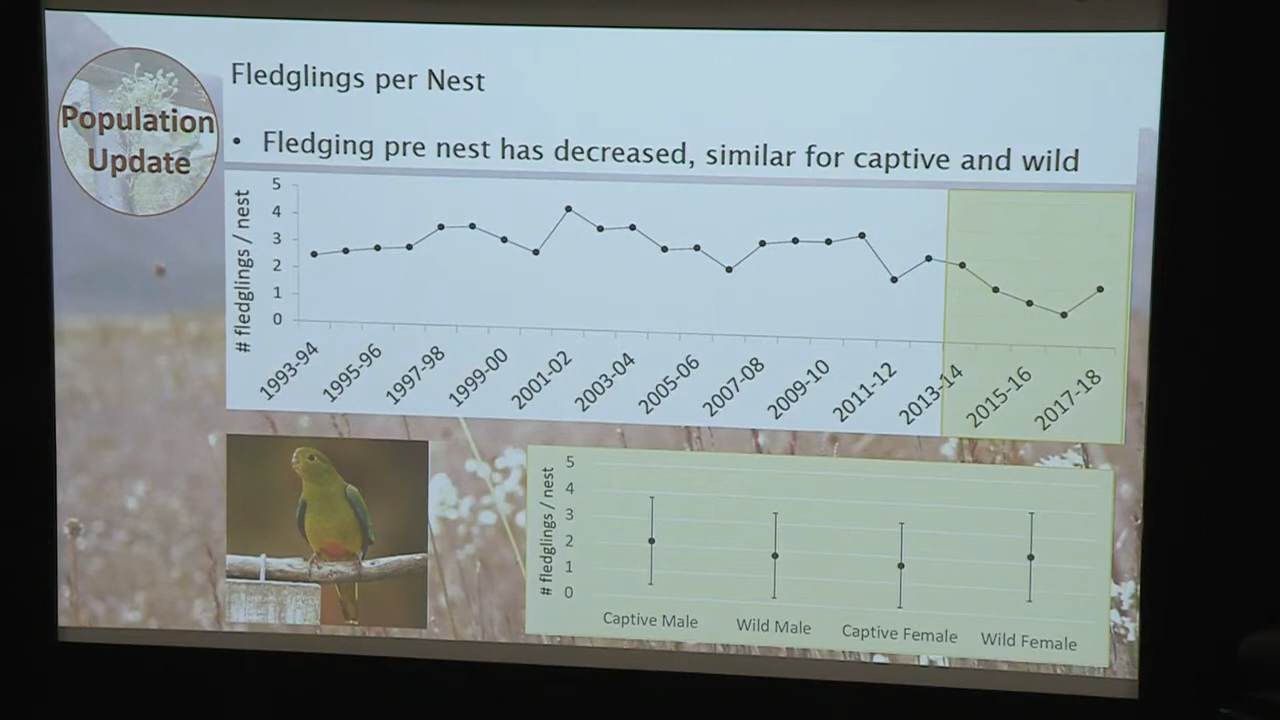 Population
Update
Fledglings per Nest
• Fledging pre nest has decreased, similar for captive and wild
# fledglings / nest
5
4
3
2
1
0
1993-94
1995-96
1997-98
1999-00
2001-02
2003-04
2005-06
2007-08
2009-10
2011-12
2013-14
2015-16
2017-18
# fledglings / nest
5
4
3
2
1
0
Captive Male
Wild Male
Captive Female
Wild Female